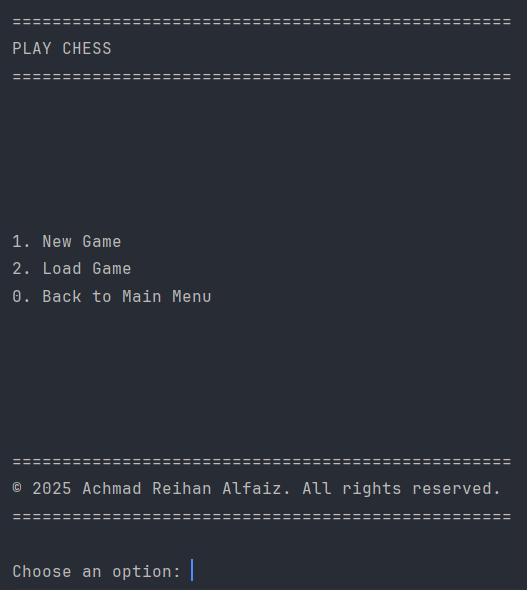 ==================================================
PLAY CHESS
==================================================
1. New Game
2. Load Game
0. Back to Main Menu
==================================================
© 2025 Achmad Reihan Alfaiz. All rights reserved.
==================================================
Choose an option: